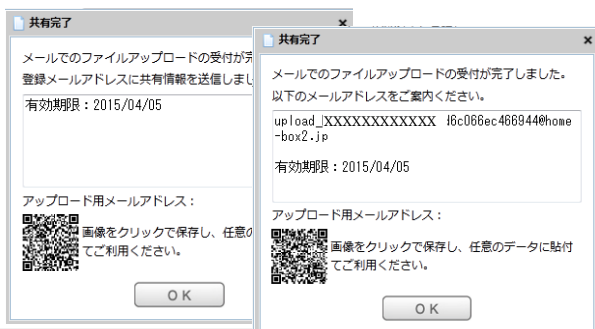 共有完了
メールでのファイルアップロードの受付が完
登録メールアドレスに共有情報を送信しまし
有効期限：2015/04/05
アップロード用メールアドレス：
画像をクリックで保存し、任意の
てご利用ください。
ＯＫ
共有完了
メールでのファイルアップロードの受付が完了しました。
以下のメールアドレスをご案内ください。
upload_XXXXXXXXXXXX 6c066ec466944@home
-box2.jp
有効期限：2015/04/05
アップロード用メールアドレス：
画像をクリックで保存し、任意のデータに貼付
てご利用ください。
ＯＫ